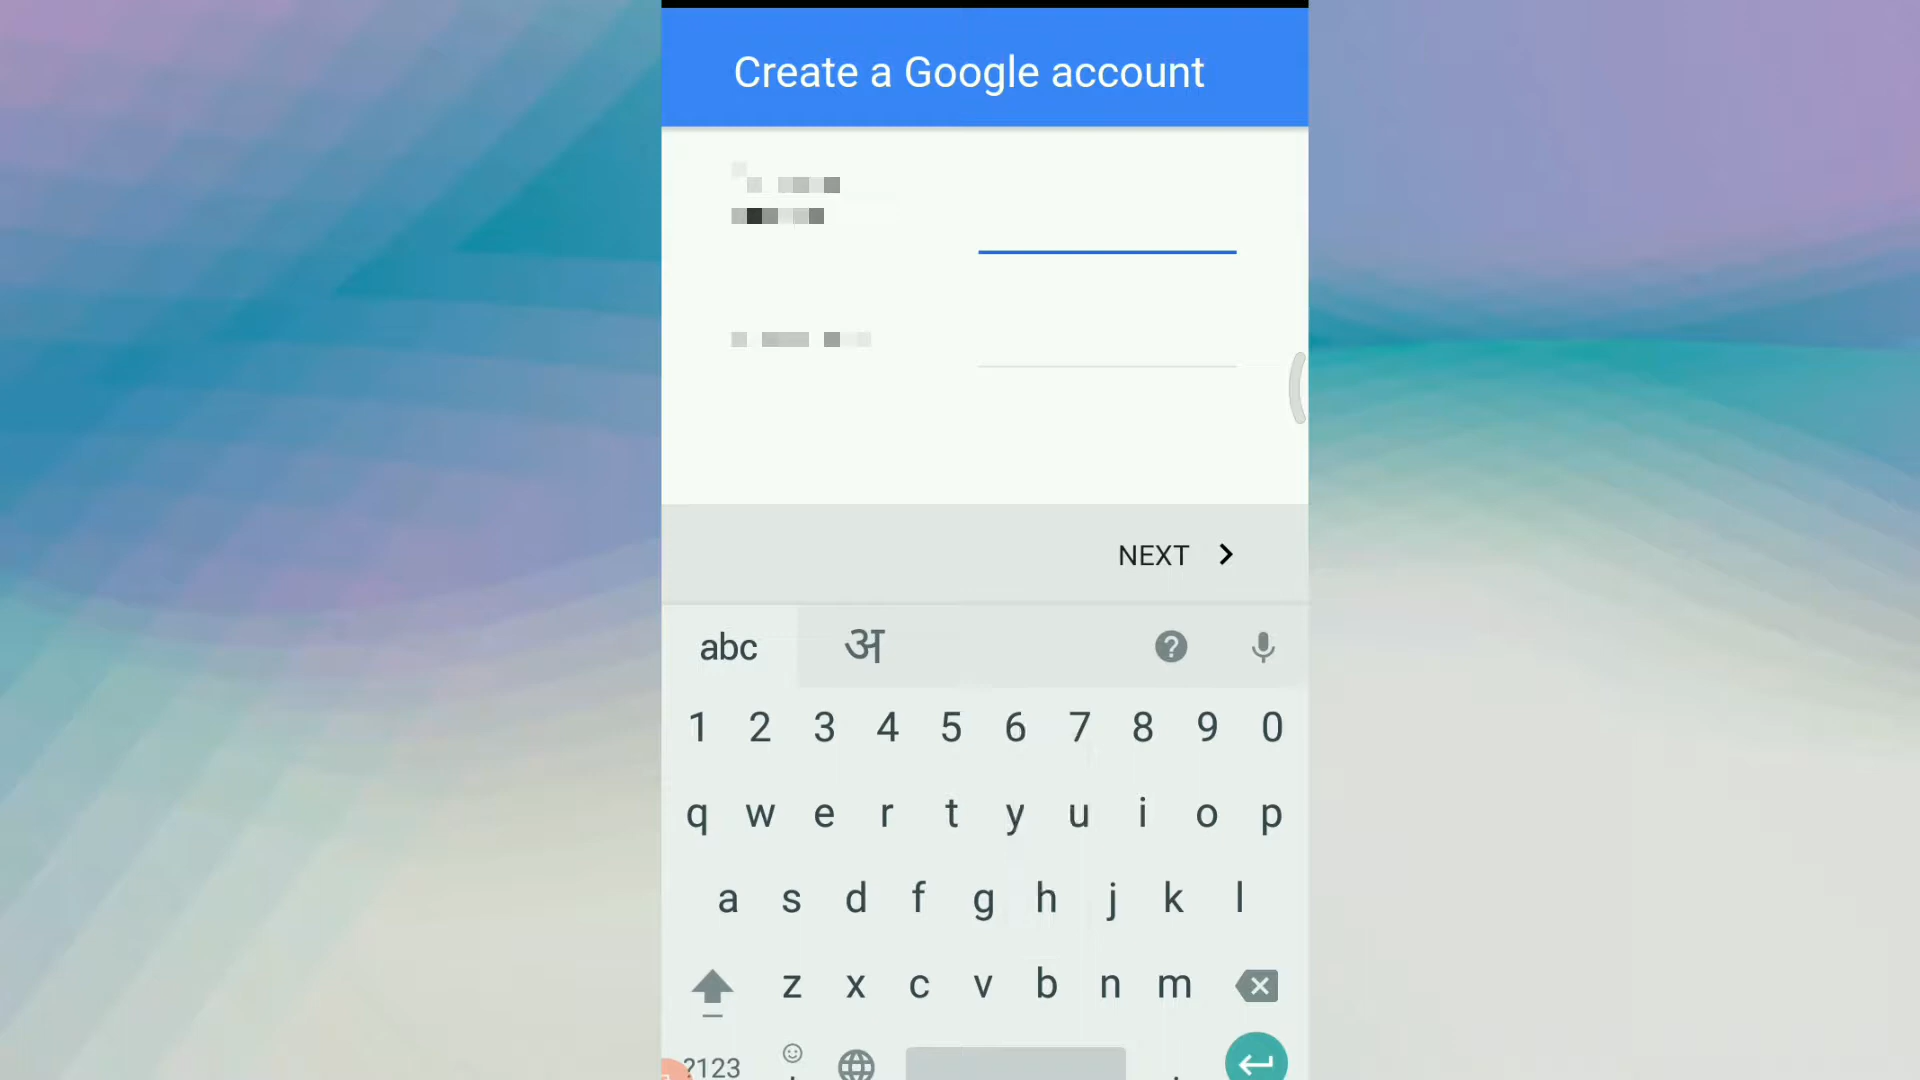 Create a Google account
NEXT
abc अ
1 2 3 4 5 6 7 8 9 0
q w e r t y u i o p
a s d f g h j k l
z x c v b n m
?123